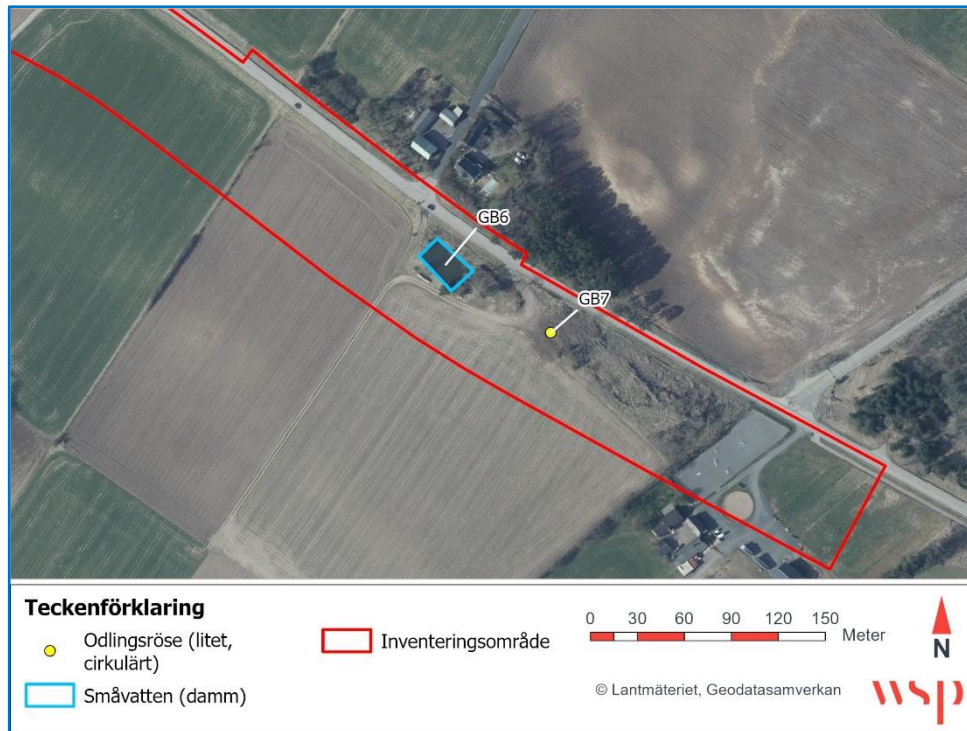 GB6
GB7
Teckenförklaring
Odlingsröse (litet,
cirkulärt)
Småvatten (damm)
Inventeringsområde
0 30 60 90 120 150
Meter
© Lantmäteriet, Geodatasamverkan
N
wsp